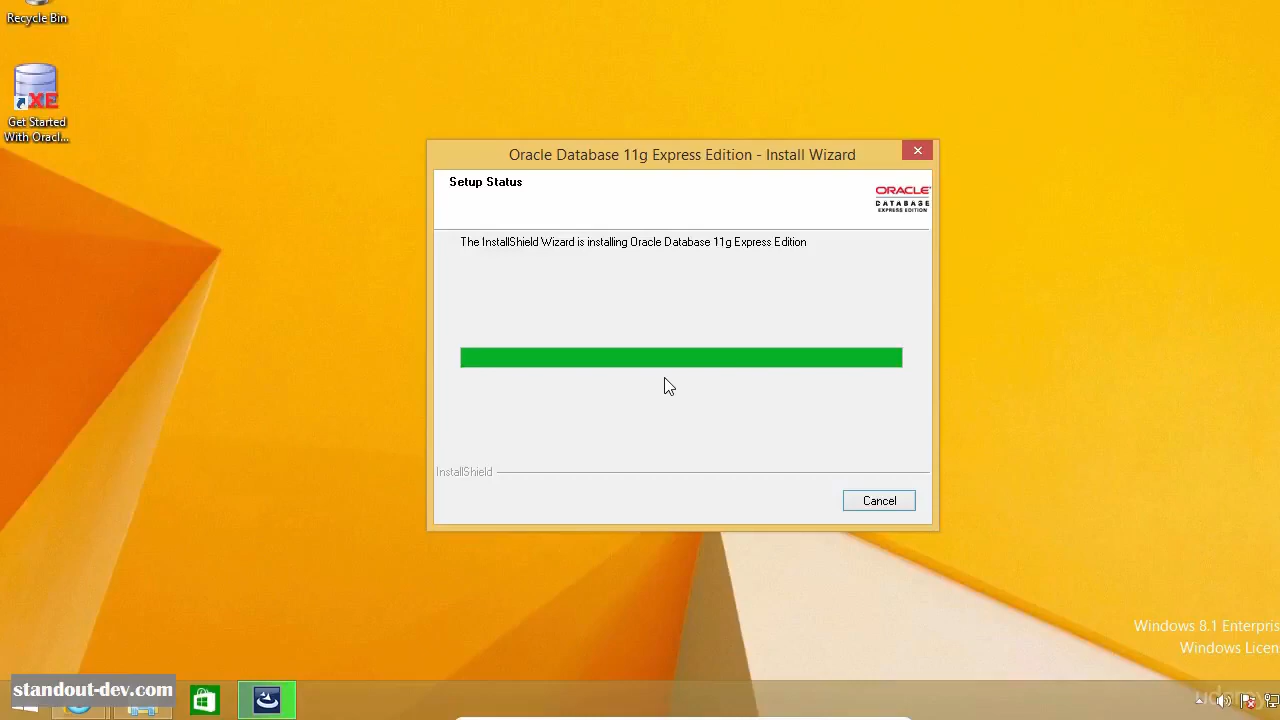 Recycle Bin
Get Started
With Oracl...
XE
Oracle Database 11g Express Edition - Install Wizard
Setup Status
ORACLE
DATABASE
EXPRESS EDITION
The InstallShield Wizard is installing Oracle Database 11g Express Edition
InstallShield
Cancel
Windows 8.1 Enterpris
Windows Licen
standout-dev.com
udemy